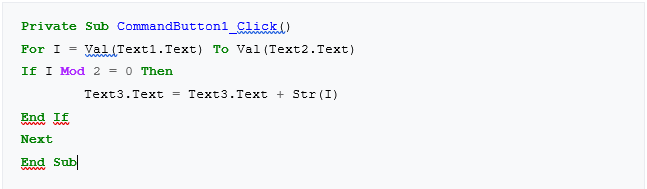 Private Sub CommandButton1_Click()
For I = Val(Text1.Text) To Val(Text2.Text)
If I Mod 2 = 0 Then
Text3.Text = Text3.Text + Str(I)
End If
Next
End Sub